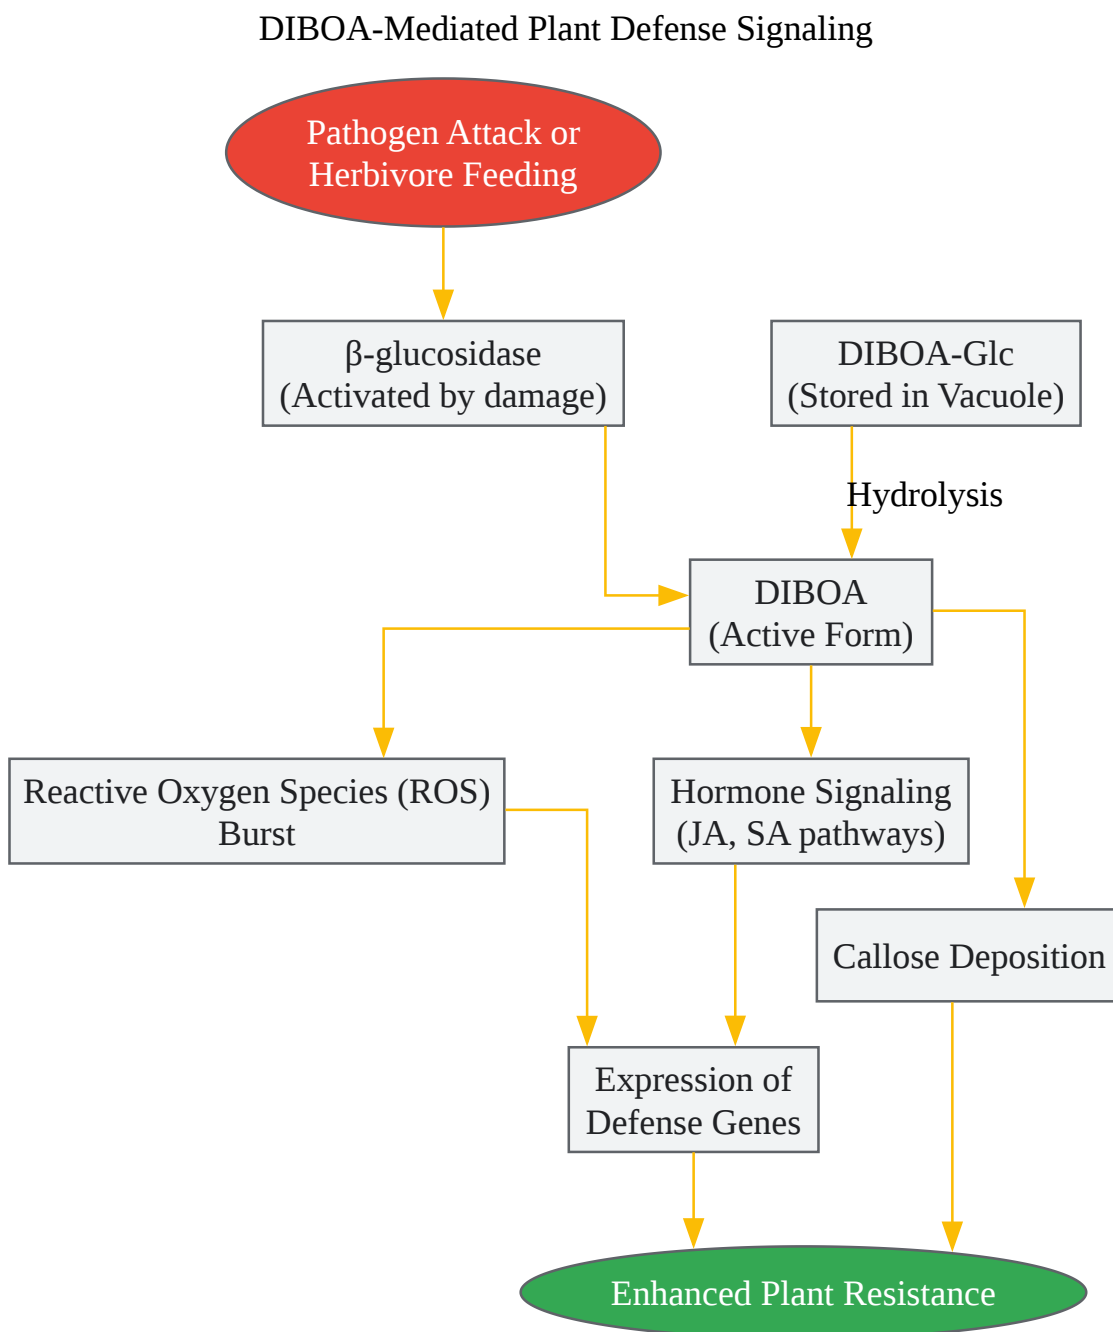 DIBOA-Mediated Plant Defense Signaling
Pathogen Attack or
Herbivore Feeding
β-glucosidase
(Activated by damage)
DIBOA-Glc
(Stored in Vacuole)
Hydrolysis
DIBOA
(Active Form)
Reactive Oxygen Species (ROS)
Burst
Hormone Signaling
(JA, SA pathways)
Callose Deposition
Expression of
Defense Genes
Enhanced Plant Resistance